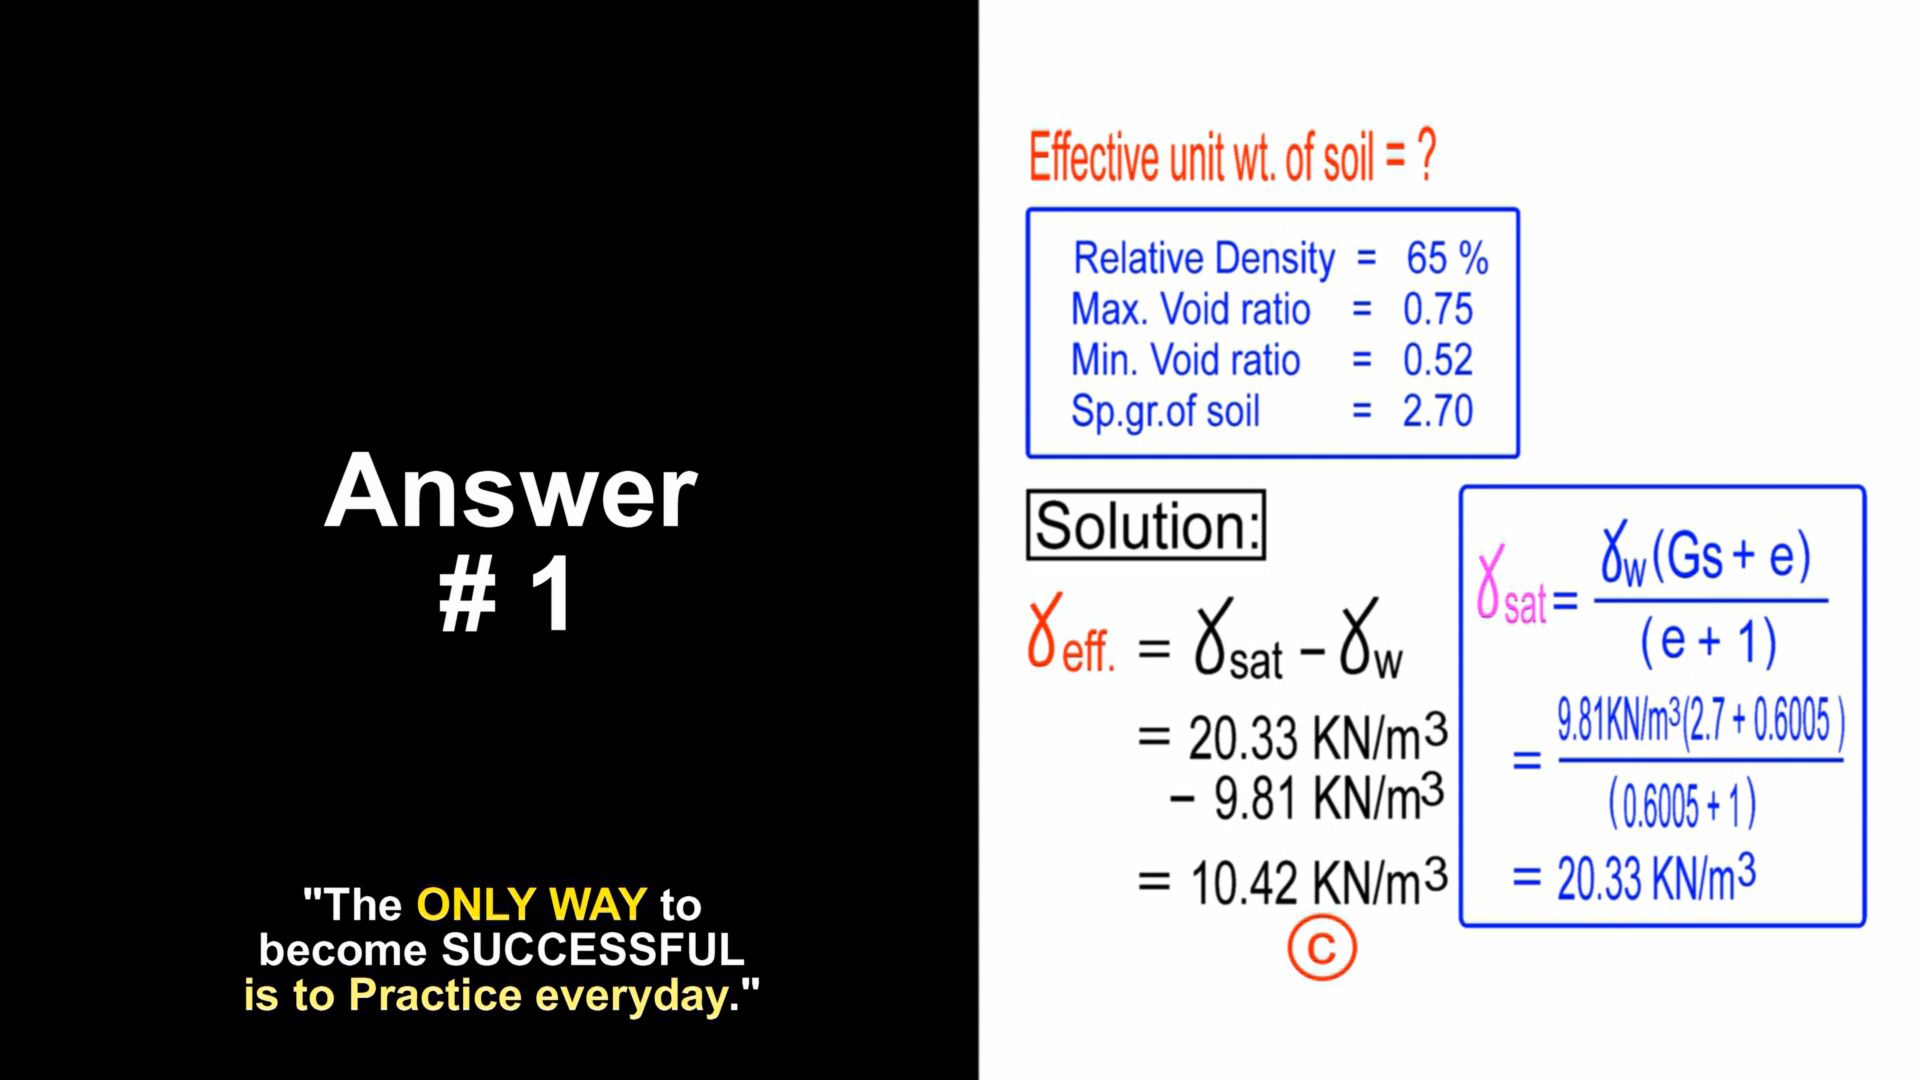 Answer
# 1
"The ONLY WAY to
become SUCCESSFUL
is to Practice everyday."
Effective unit wt. of soil = ?
Relative Density = 65 %
Max. Void ratio = 0.75
Min. Void ratio = 0.52
Sp.gr.of soil = 2.70
Solution:
γeff. = γsat – γw
= 20.33 KN/m³
– 9.81 KN/m³
= 10.42 KN/m³
C
γsat = γw(Gs + e)
(e + 1)
= 9.81KN/m³(2.7 + 0.6005)
(0.6005 + 1)
= 20.33 KN/m³